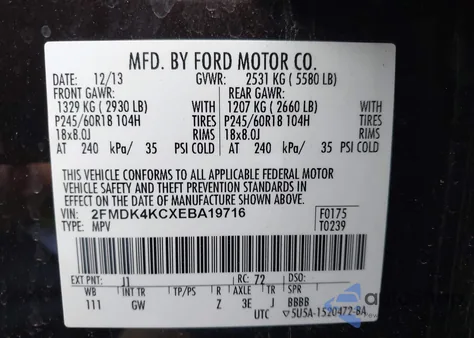 MFD. BY FORD MOTOR CO.
DATE: 12/13 GVWR: 2531 KG ( 5580 LB)
FRONT GAWR: REAR GAWR:
1329 KG ( 2930 LB) WITH 1207 KG ( 2660 LB) WITH
P245/60R18 104H TIRES P245/60R18 104H TIRES
18x8.0J RIMS 18x8.0J RIMS
AT 240 kPa/ 35 PSI COLD AT 240 kPa/ 35 PSI COLD
THIS VEHICLE CONFORMS TO ALL APPLICABLE FEDERAL MOTOR
VEHICLE SAFETY AND THEFT PREVENTION STANDARDS IN
EFFECT ON THE DATE OF MANUFACTURE SHOWN ABOVE.
VIN: 2FMDK4KCXEBA19716 F0175
TYPE: MPV T0239
EXT PNT: J1 RC: 72 DSO:
WB INT TR TP/PS R AXLE TR SPR
111 GW Z 3E J BBBB
UTC 5U5A-1520472-BA